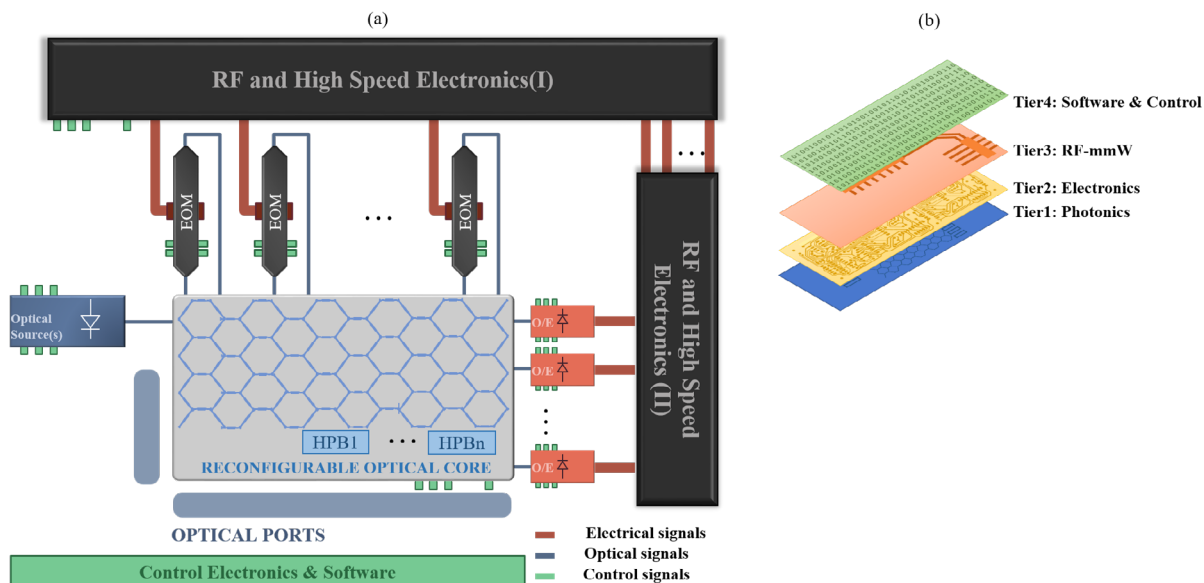 (a)
(b)
RF and High Speed Electronics(I)
Tier4: Software & Control
Tier3: RF-mmW
Tier2: Electronics
Tier1: Photonics
EOM
EOM
...
EOM
...
RF and High Speed
Electronics (II)
Optical
Source(s)
O/E
O/E
O/E
HPB1
...
HPBn
RECONFIGURABLE OPTICAL CORE
OPTICAL PORTS
Electrical signals
Optical signals
Control signals
Control Electronics & Software